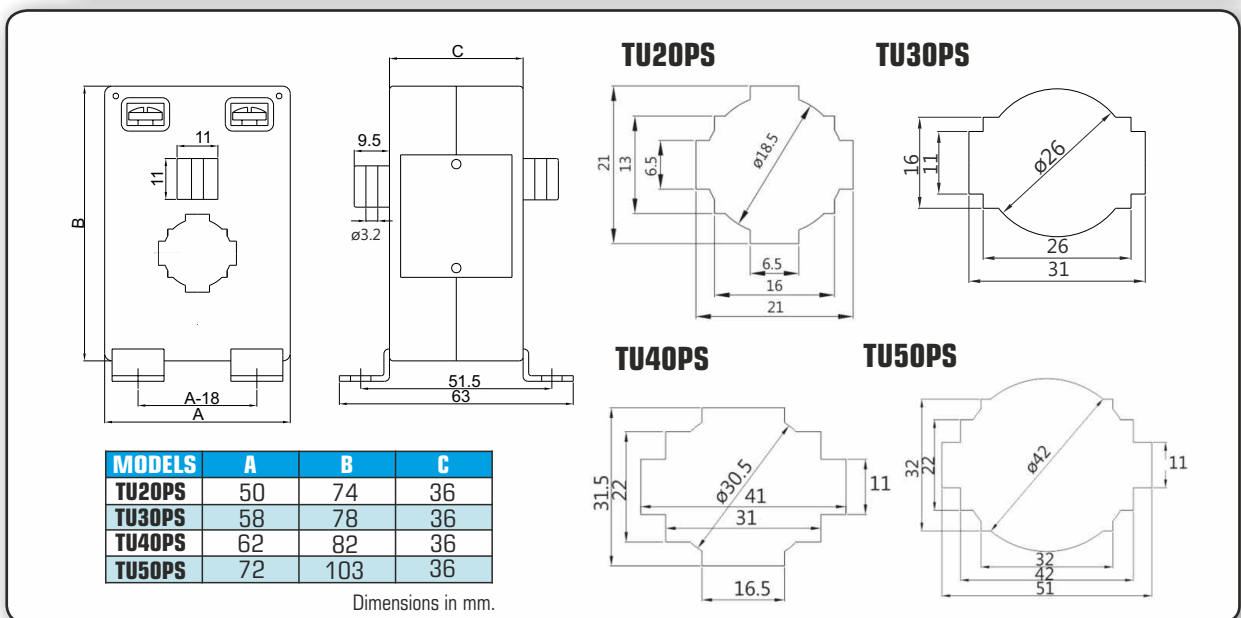 C
11
11
B
A-18
A
9.5
ø3.2
51.5
63
TU20PS
21
13
6.5
ø18.5
6.5
16
21
TU30PS
16
11
ø26
26
31
TU40PS
31.5
22
ø30.5
41
31
11
16.5
TU50PS
32
22
ø42
11
32
42
51
MODELS A B C
TU20PS 50 74 36
TU30PS 58 78 36
TU40PS 62 82 36
TU50PS 72 103 36
Dimensions in mm.